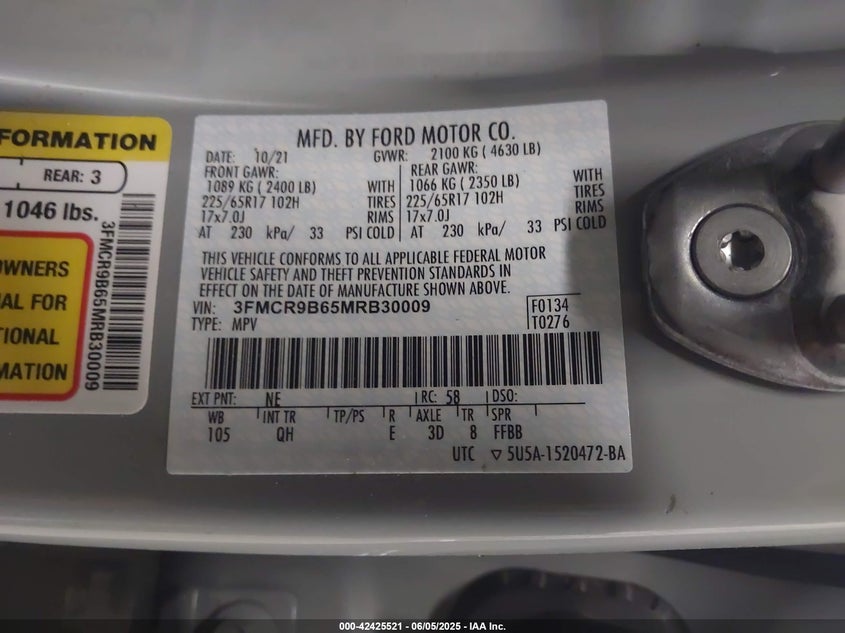 FORMATION
REAR: 3
1046 lbs.
OWNERS
AL FOR
TIONAL
MATION
3FMCR9B65MRB30009
MFD. BY FORD MOTOR CO.
DATE: 10/21 GVWR: 2100 KG ( 4630 LB)
FRONT GAWR: REAR GAWR:
1089 KG ( 2400 LB) WITH 1066 KG ( 2350 LB) WITH
225/65R17 102H TIRES 225/65R17 102H TIRES
17x7.0J RIMS 17x7.0J RIMS
AT 230 kPa/ 33 PSI COLD AT 230 kPa/ 33 PSI COLD
THIS VEHICLE CONFORMS TO ALL APPLICABLE FEDERAL MOTOR
VEHICLE SAFETY AND THEFT PREVENTION STANDARDS IN
EFFECT ON THE DATE OF MANUFACTURE SHOWN ABOVE.
VIN: 3FMCR9B65MRB30009 F0134
TYPE: MPV T0276
EXT PNT: NE RC: 58 DSO:
WB INT TR TP/PS R AXLE TR SPR
105 QH E 3D 8 FFBB
UTC ▽ 5U5A-1520472-BA
000-42425521 - 06/05/2025 - IAA Inc.